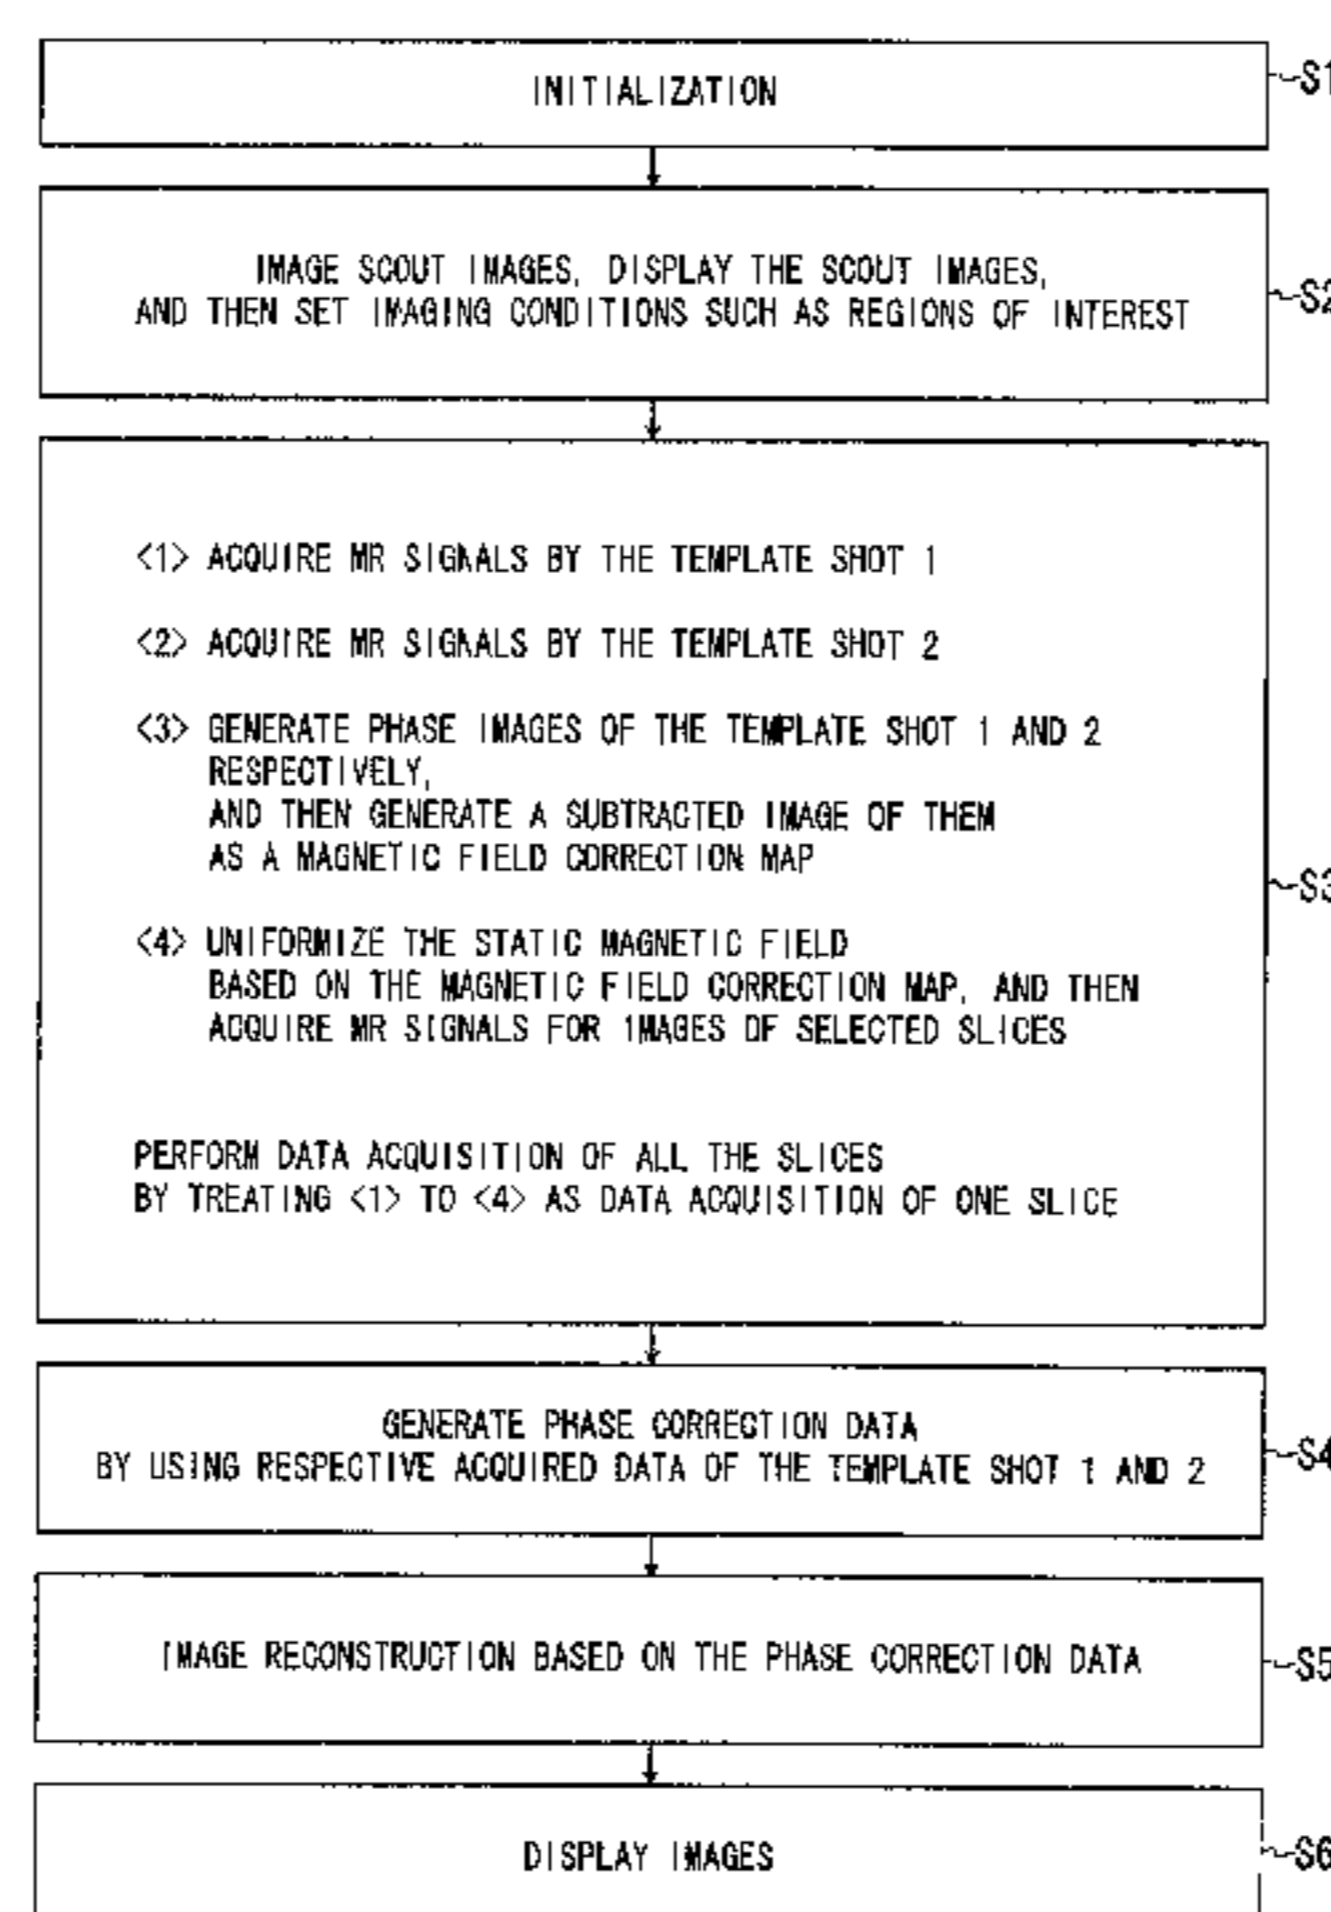 INITIALIZATION
S1
IMAGE SCOUT IMAGES, DISPLAY THE SCOUT IMAGES,
AND THEN SET IMAGING CONDITIONS SUCH AS REGIONS OF INTEREST
S2
<1> ACQUIRE MR SIGNALS BY THE TEMPLATE SHOT 1
<2> ACQUIRE MR SIGNALS BY THE TEMPLATE SHOT 2
<3> GENERATE PHASE IMAGES OF THE TEMPLATE SHOT 1 AND 2
RESPECTIVELY,
AND THEN GENERATE A SUBTRACTED IMAGE OF THEM
AS A MAGNETIC FIELD CORRECTION MAP
S3
<4> UNIFORMIZE THE STATIC MAGNETIC FIELD
BASED ON THE MAGNETIC FIELD CORRECTION MAP, AND THEN
ACQUIRE MR SIGNALS FOR IMAGES OF SELECTED SLICES
PERFORM DATA ACQUISITION OF ALL THE SLICES
BY TREATING <1> TO <4> AS DATA ACQUISITION OF ONE SLICE
GENERATE PHASE CORRECTION DATA
BY USING RESPECTIVE ACQUIRED DATA OF THE TEMPLATE SHOT 1 AND 2
S4
IMAGE RECONSTRUCTION BASED ON THE PHASE CORRECTION DATA
S5
DISPLAY IMAGES
S6